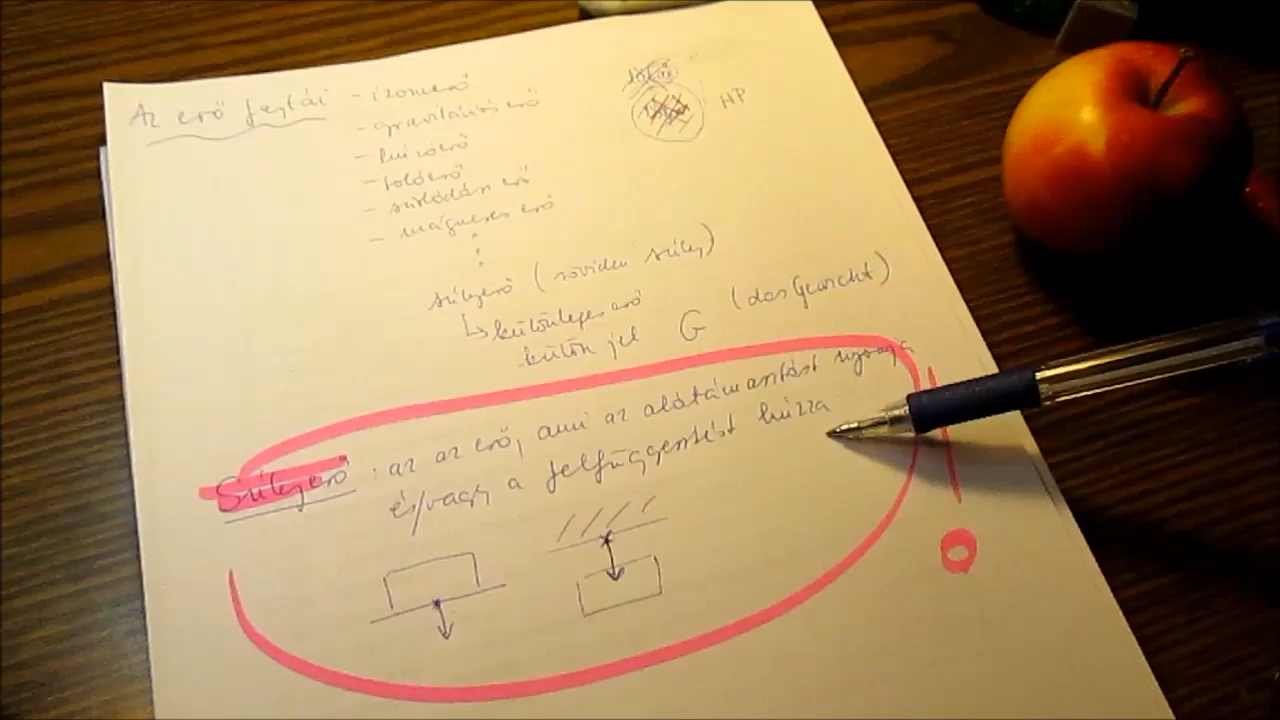 Az erő fajtái
- izomerő
- gravitációs erő
- húzóerő
- tolóerő
- súrlódási erő
- mágneses erő
HP
súlyerő (röviden súly)
↳ különleges erő
külön jel G (das Gewicht)
Súlyerő : az az erő, ami az alátámasztást nyomja
és/vagy a felfüggesztést húzza